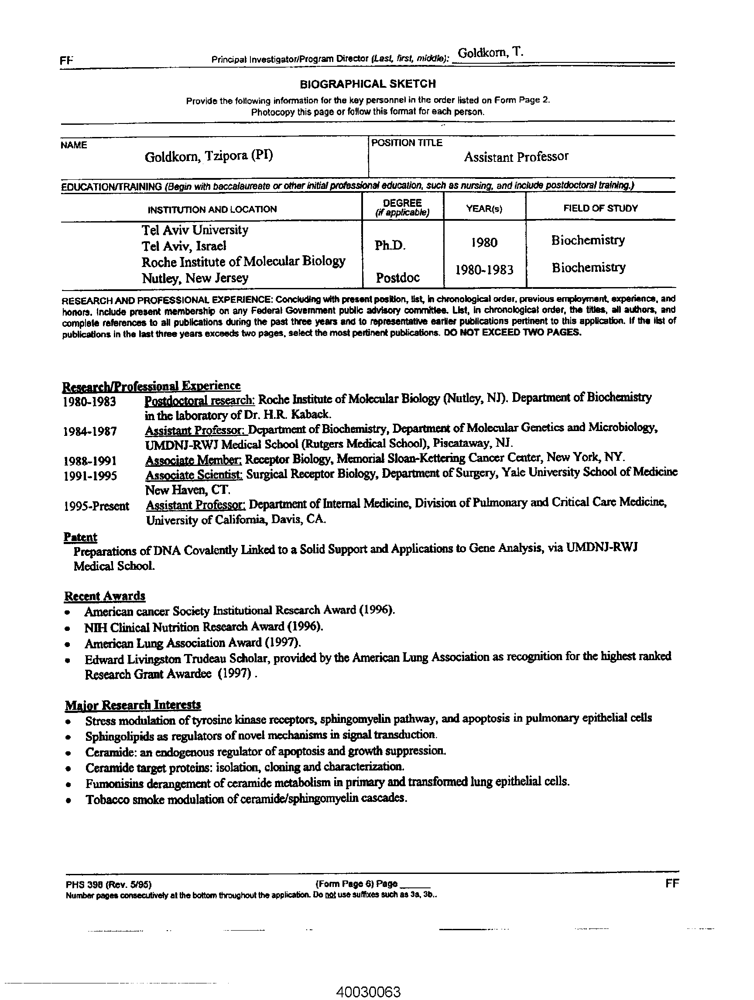 FF
Principal Investigator/Program Director (Last, first, middle): Goldkorn, T.
BIOGRAPHICAL SKETCH
Provide the following information for the key personnel in the order listed on Form Page 2.
Photocopy this page or follow this format for each person.
NAME
POSITION TITLE
Goldkorn, Tzipora (PI)
Assistant Professor
EDUCATION/TRAINING (Begin with baccalaureate or other initial professional education, such as nursing, and include postdoctoral training.)
INSTITUTION AND LOCATION
DEGREE
(if applicable)
YEAR(s)
FIELD OF STUDY
Tel Aviv University
Tel Aviv, Israel
Ph.D.
1980
Biochemistry
Roche Institute of Molecular Biology
Nutley, New Jersey
Postdoc
1980-1983
Biochemistry
RESEARCH AND PROFESSIONAL EXPERIENCE: Concluding with present position, list, in chronological order, previous employment, experience, and
honors. Include present membership on any Federal Government public advisory committee. List, in chronological order, the titles, all authors, and
complete references to all publications during the past three years and to representative earlier publications pertinent to this application. If the list of
publications in the last three years exceeds two pages, select the most pertinent publications. DO NOT EXCEED TWO PAGES.
Research/Professional Experience
1980-1983 Postdoctoral research: Roche Institute of Molecular Biology (Nutley, NJ). Department of Biochemistry
in the laboratory of Dr. H.R. Kaback.
1984-1987 Assistant Professor: Department of Biochemistry, Department of Molecular Genetics and Microbiology,
UMDNJ-RWJ Medical School (Rutgers Medical School), Piscataway, NJ.
1988-1991 Associate Member: Receptor Biology, Memorial Sloan-Kettering Cancer Center, New York, NY.
1991-1995 Associate Scientist: Surgical Receptor Biology, Department of Surgery, Yale University School of Medicine
New Haven, CT.
1995-Present Assistant Professor: Department of Internal Medicine, Division of Pulmonary and Critical Care Medicine,
University of California, Davis, CA.
Patent
Preparations of DNA Covalently Linked to a Solid Support and Applications to Gene Analysis, via UMDNJ-RWJ
Medical School.
Recent Awards
• American cancer Society Institutional Research Award (1996).
• NIH Clinical Nutrition Research Award (1996).
• American Lung Association Award (1997).
• Edward Livingston Trudeau Scholar, provided by the American Lung Association as recognition for the highest ranked
Research Grant Awardee (1997) .
Major Research Interests
• Stress modulation of tyrosine kinase receptors, sphingomyelin pathway, and apoptosis in pulmonary epithelial cells
• Sphingolipids as regulators of novel mechanisms in signal transduction.
• Ceramide: an endogenous regulator of apoptosis and growth suppression.
• Ceramide target proteins: isolation, cloning and characterization.
• Fumonisins derangement of ceramide metabolism in primary and transformed lung epithelial cells.
• Tobacco smoke modulation of ceramide/sphingomyelin cascades.
PHS 398 (Rev. 5/95)
(Form Page 6) Page ______
FF
Number pages consecutively at the bottom throughout the application. Do not use suffixes such as 3a, 3b..
40030063